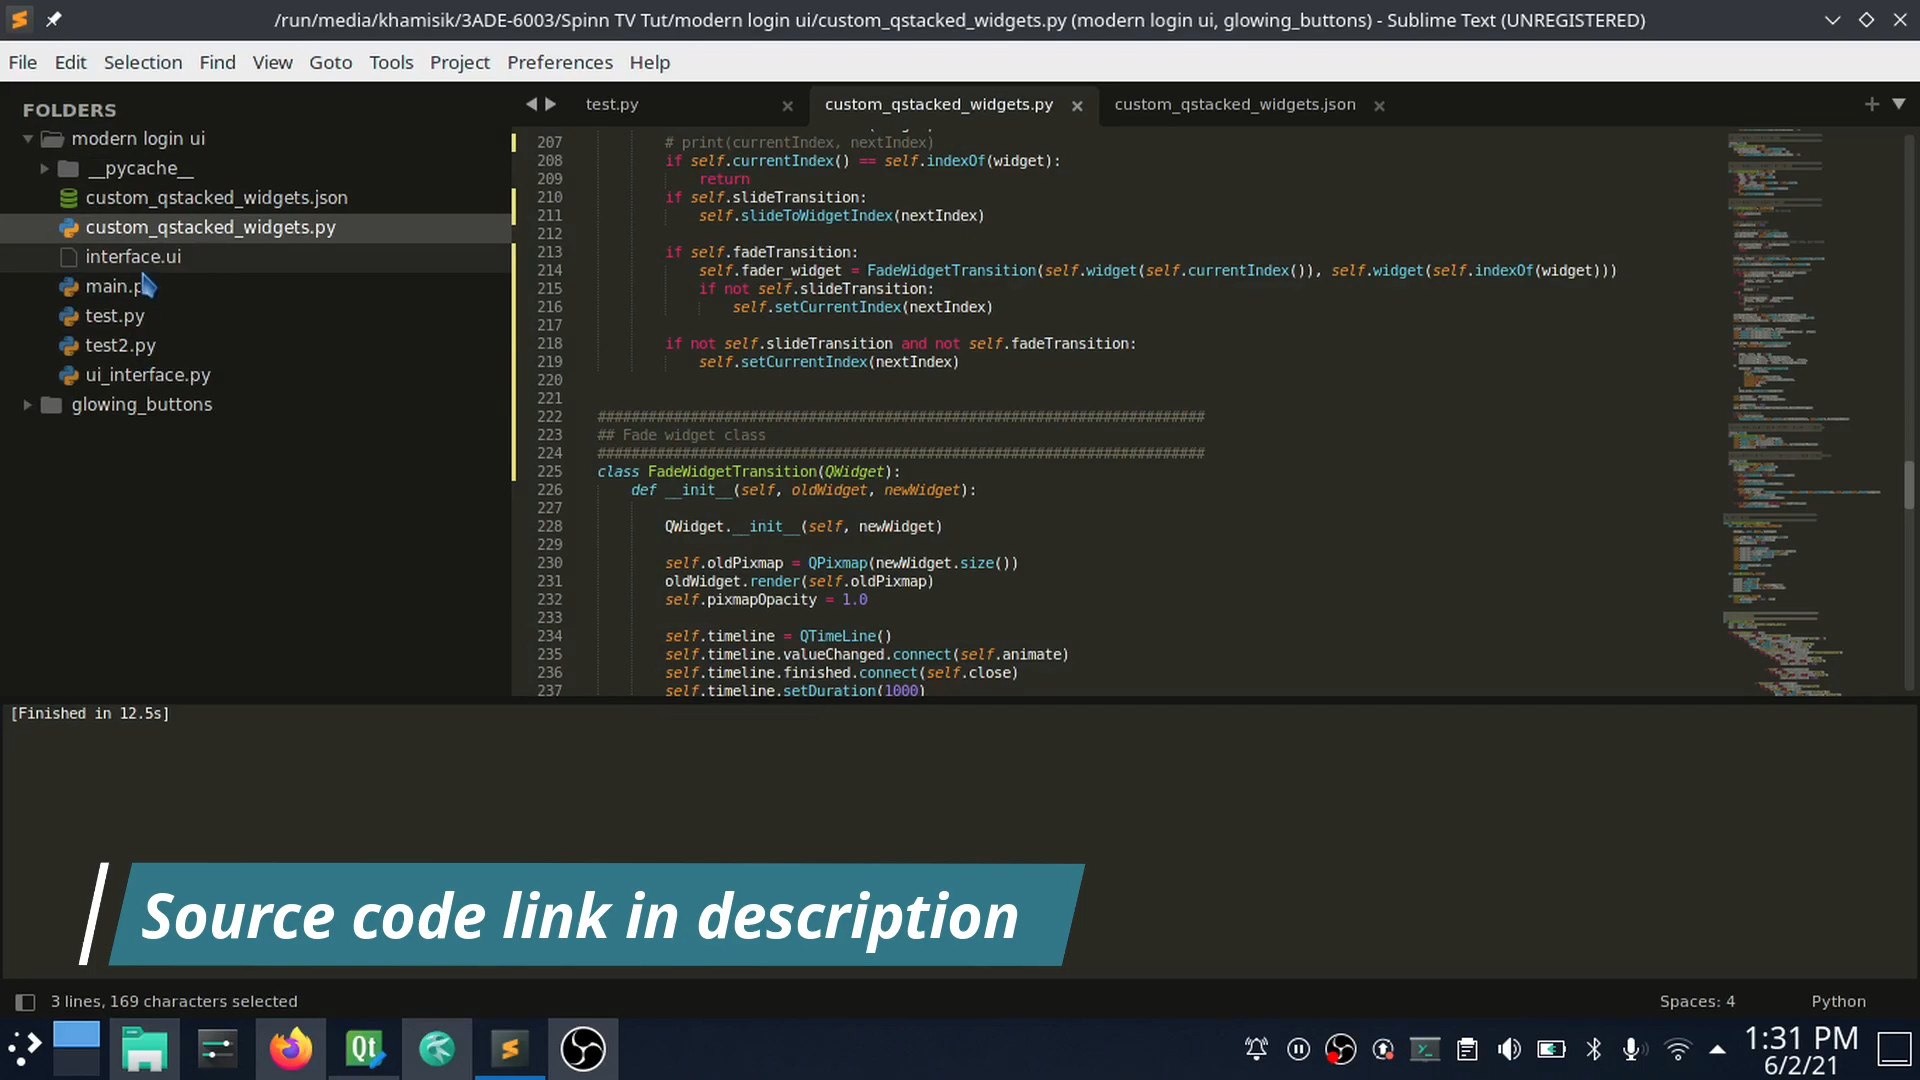 /run/media/khamisik/3ADE-6003/Spinn TV Tut/modern login ui/custom_qstacked_widgets.py (modern login ui, glowing_buttons) - Sublime Text (UNREGISTERED)
File Edit Selection Find View Goto Tools Project Preferences Help
FOLDERS
modern login ui
__pycache__
custom_qstacked_widgets.json
custom_qstacked_widgets.py
interface.ui
main.p
test.py
test2.py
ui_interface.py
glowing_buttons
test.py custom_qstacked_widgets.py custom_qstacked_widgets.json
207 # print(currentIndex, nextIndex)
208 if self.currentIndex() == self.indexOf(widget):
209 return
210 if self.slideTransition:
211 self.slideToWidgetIndex(nextIndex)
212
213 if self.fadeTransition:
214 self.fader_widget = FadeWidgetTransition(self.widget(self.currentIndex()), self.widget(self.indexOf(widget)))
215 if not self.slideTransition:
216 self.setCurrentIndex(nextIndex)
217
218 if not self.slideTransition and not self.fadeTransition:
219 self.setCurrentIndex(nextIndex)
220
221
222 ########################################################################
223 ## Fade widget class
224 ########################################################################
225 class FadeWidgetTransition(QWidget):
226 def __init__(self, oldWidget, newWidget):
227
228 QWidget.__init__(self, newWidget)
229
230 self.oldPixmap = QPixmap(newWidget.size())
231 oldWidget.render(self.oldPixmap)
232 self.pixmapOpacity = 1.0
233
234 self.timeline = QTimeLine()
235 self.timeline.valueChanged.connect(self.animate)
236 self.timeline.finished.connect(self.close)
237 self.timeline.setDuration(1000)
[Finished in 12.5s]
Source code link in description
3 lines, 169 characters selected
Spaces: 4 Python
Qt
1:31 PM
6/2/21